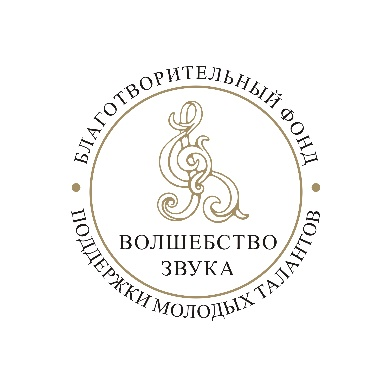 БЛАГОТВОРИТЕЛЬНЫЙ ФОНД
ВОЛШЕБСТВО
ЗВУКА
ПОДДЕРЖКИ МОЛОДЫХ ТАЛАНТОВ